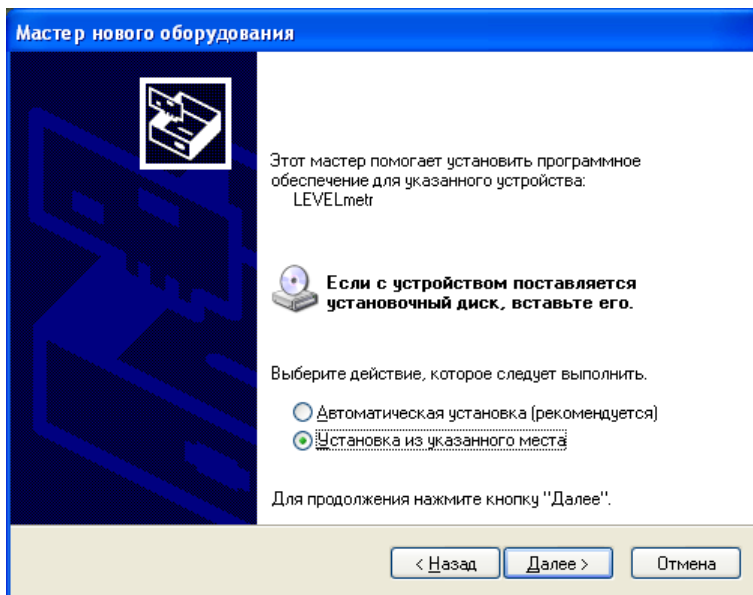 Мастер нового оборудования
Этот мастер помогает установить программное
обеспечение для указанного устройства:
LEVELmetr
Если с устройством поставляется
установочный диск, вставьте его.
Выберите действие, которое следует выполнить.
Автоматическая установка (рекомендуется)
Установка из указанного места
Для продолжения нажмите кнопку "Далее".
< Назад
Далее >
Отмена